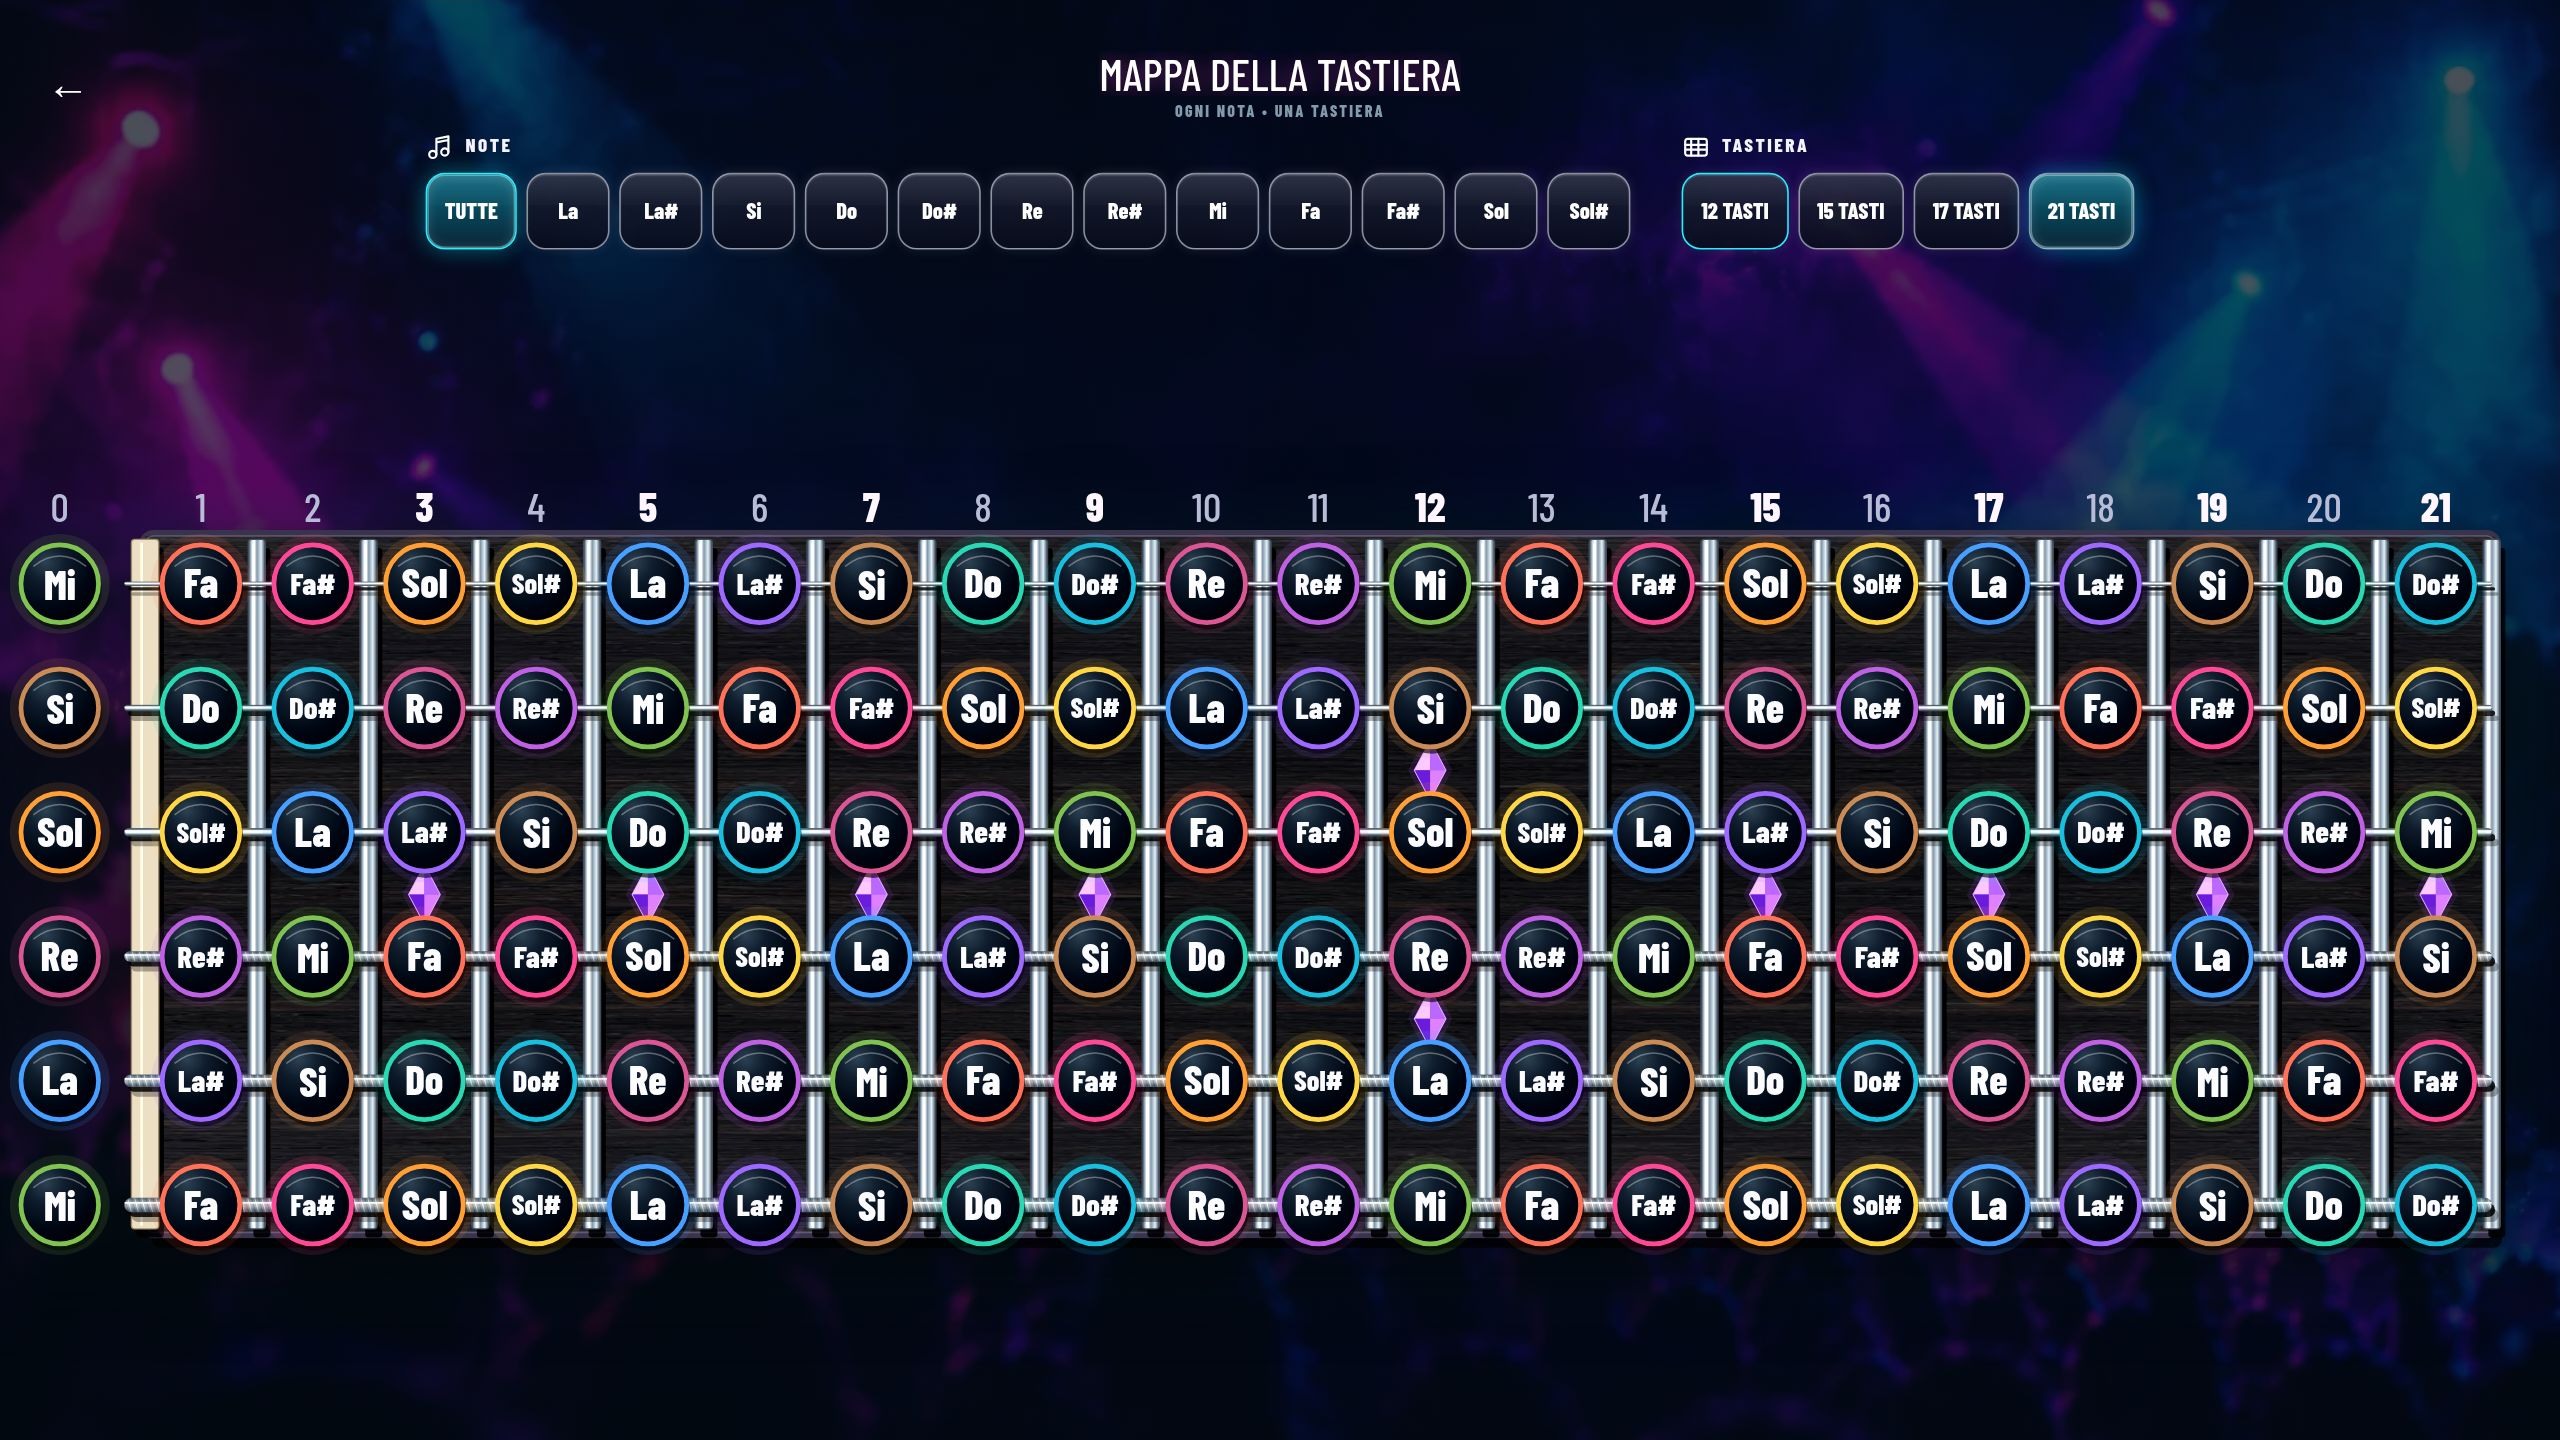 ←
MAPPA DELLA TASTIERA
OGNI NOTA • UNA TASTIERA
NOTE
TUTTE La La# Si Do Do# Re Re# Mi Fa Fa# Sol Sol#
TASTIERA
12 TASTI 15 TASTI 17 TASTI 21 TASTI
0 1 2 3 4 5 6 7 8 9 10 11 12 13 14 15 16 17 18 19 20 21
Mi Fa Fa# Sol Sol# La La# Si Do Do# Re Re# Mi Fa Fa# Sol Sol# La La# Si Do Do#
Si Do Do# Re Re# Mi Fa Fa# Sol Sol# La La# Si Do Do# Re Re# Mi Fa Fa# Sol Sol#
Sol Sol# La La# Si Do Do# Re Re# Mi Fa Fa# Sol Sol# La La# Si Do Do# Re Re# Mi
Re Re# Mi Fa Fa# Sol Sol# La La# Si Do Do# Re Re# Mi Fa Fa# Sol Sol# La La# Si
La La# Si Do Do# Re Re# Mi Fa Fa# Sol Sol# La La# Si Do Do# Re Re# Mi Fa Fa#
Mi Fa Fa# Sol Sol# La La# Si Do Do# Re Re# Mi Fa Fa# Sol Sol# La La# Si Do Do#